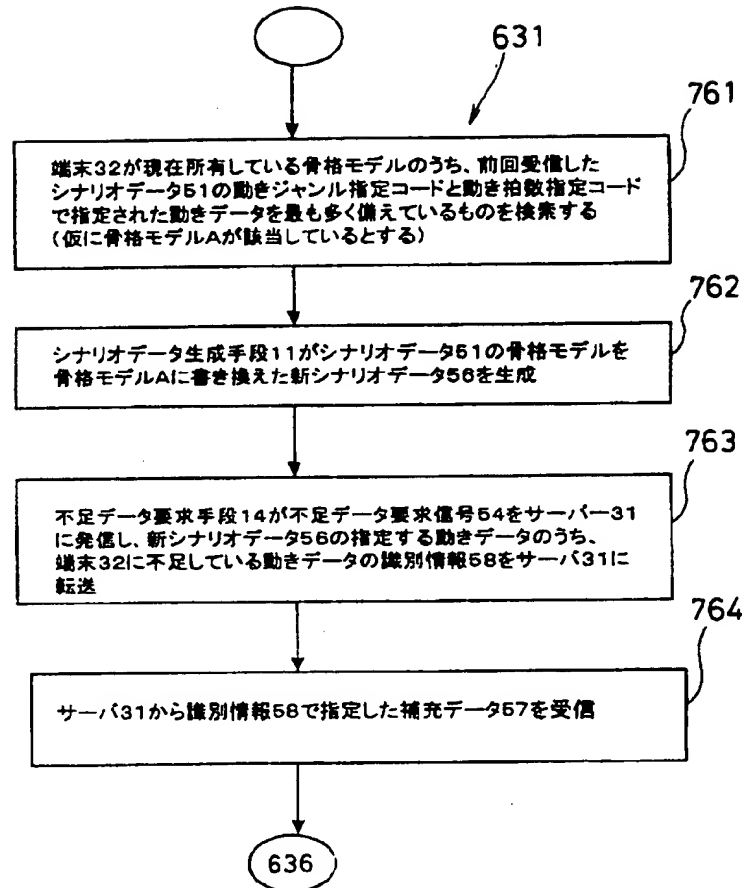 631
761
端末32が現在所有している骨格モデルのうち、前回受信した
シナリオデータ51の動きジャンル指定コードと動き拍数指定コード
で指定された動きデータを最も多く備えているものを検索する
(仮に骨格モデルAが該当しているとする)
762
シナリオデータ生成手段11がシナリオデータ51の骨格モデルを
骨格モデルAに書き換えた新シナリオデータ56を生成
763
不足データ要求手段14が不足データ要求信号54をサーバー31
に発信し、新シナリオデータ56の指定する動きデータのうち、
端末32に不足している動きデータの識別情報58をサーバ31に
転送
764
サーバ31から識別情報58で指定した補充データ57を受信
636